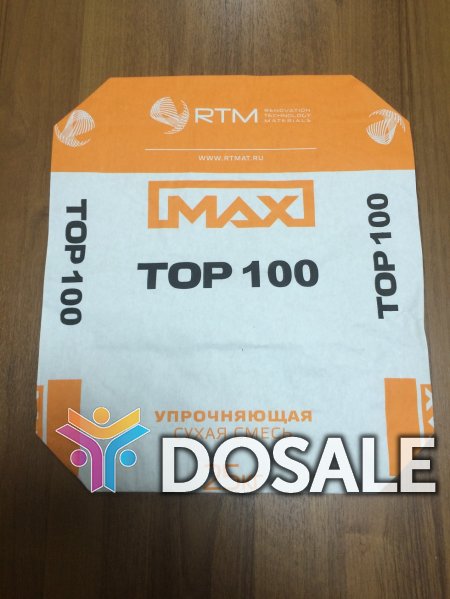 RTM
RENOVATION
TECHNOLOGY
MATERIALS
WWW.RTMAT.RU
MAX
TOP 100
TOP 100
TOP 100
УПРОЧНЯЮЩАЯ
СУХАЯ СМЕСЬ
DOSALE